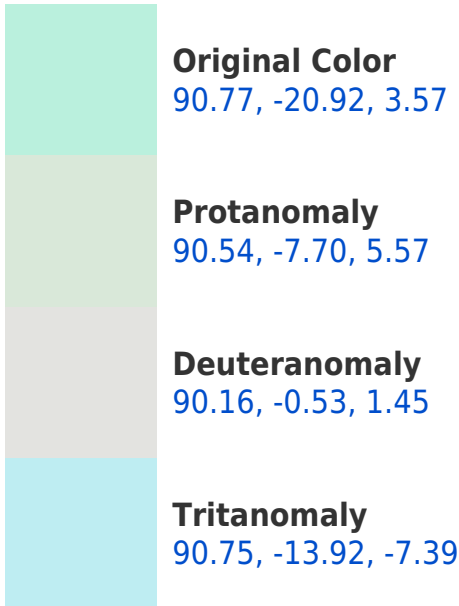 Original Color
90.77, -20.92, 3.57
Protanomaly
90.54, -7.70, 5.57
Deuteranomaly
90.16, -0.53, 1.45
Tritanomaly
90.75, -13.92, -7.39